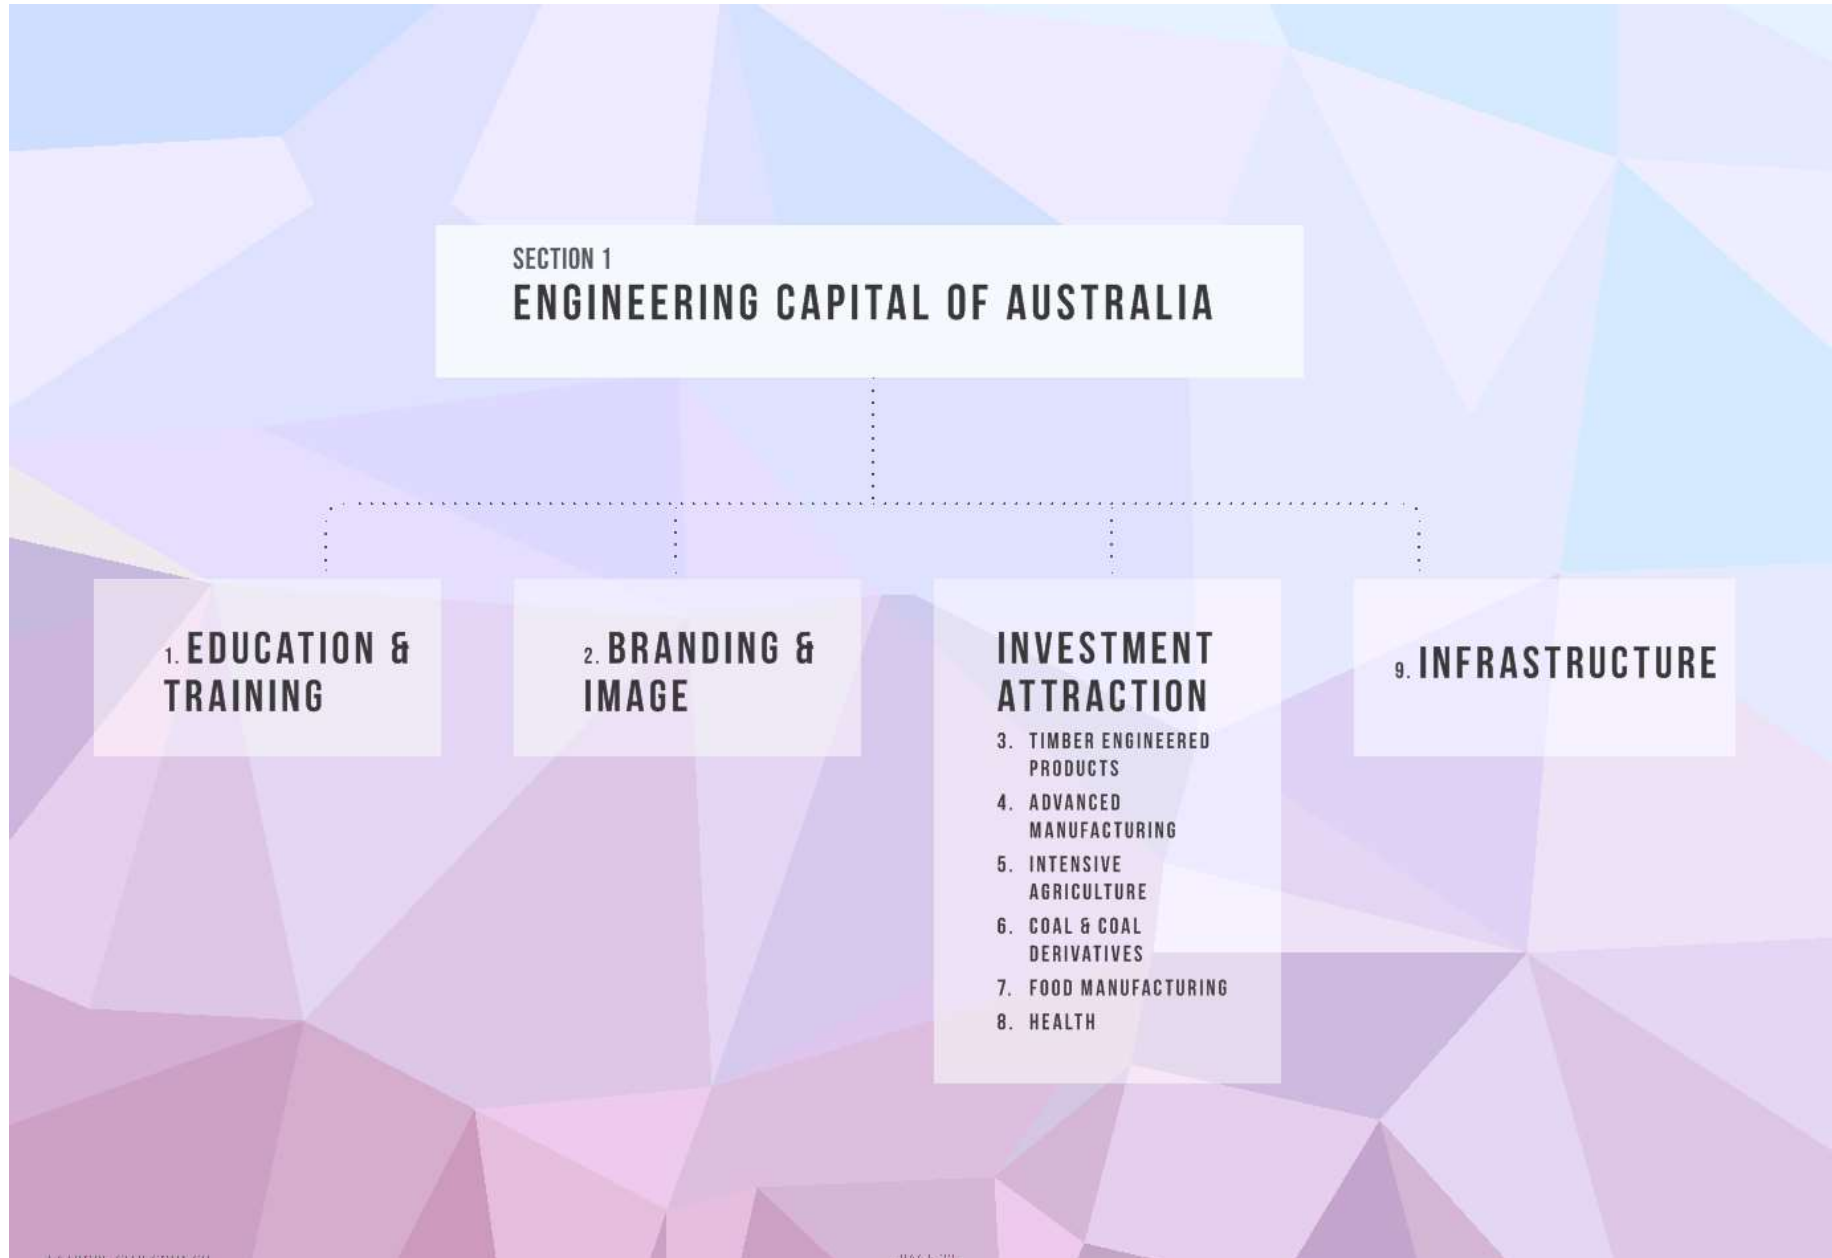 SECTION 1
ENGINEERING CAPITAL OF AUSTRALIA
1. EDUCATION &
TRAINING
2. BRANDING &
IMAGE
INVESTMENT
ATTRACTION
3. TIMBER ENGINEERED
PRODUCTS
4. ADVANCED
MANUFACTURING
5. INTENSIVE
AGRICULTURE
6. COAL & COAL
DERIVATIVES
7. FOOD MANUFACTURING
8. HEALTH
9. INFRASTRUCTURE